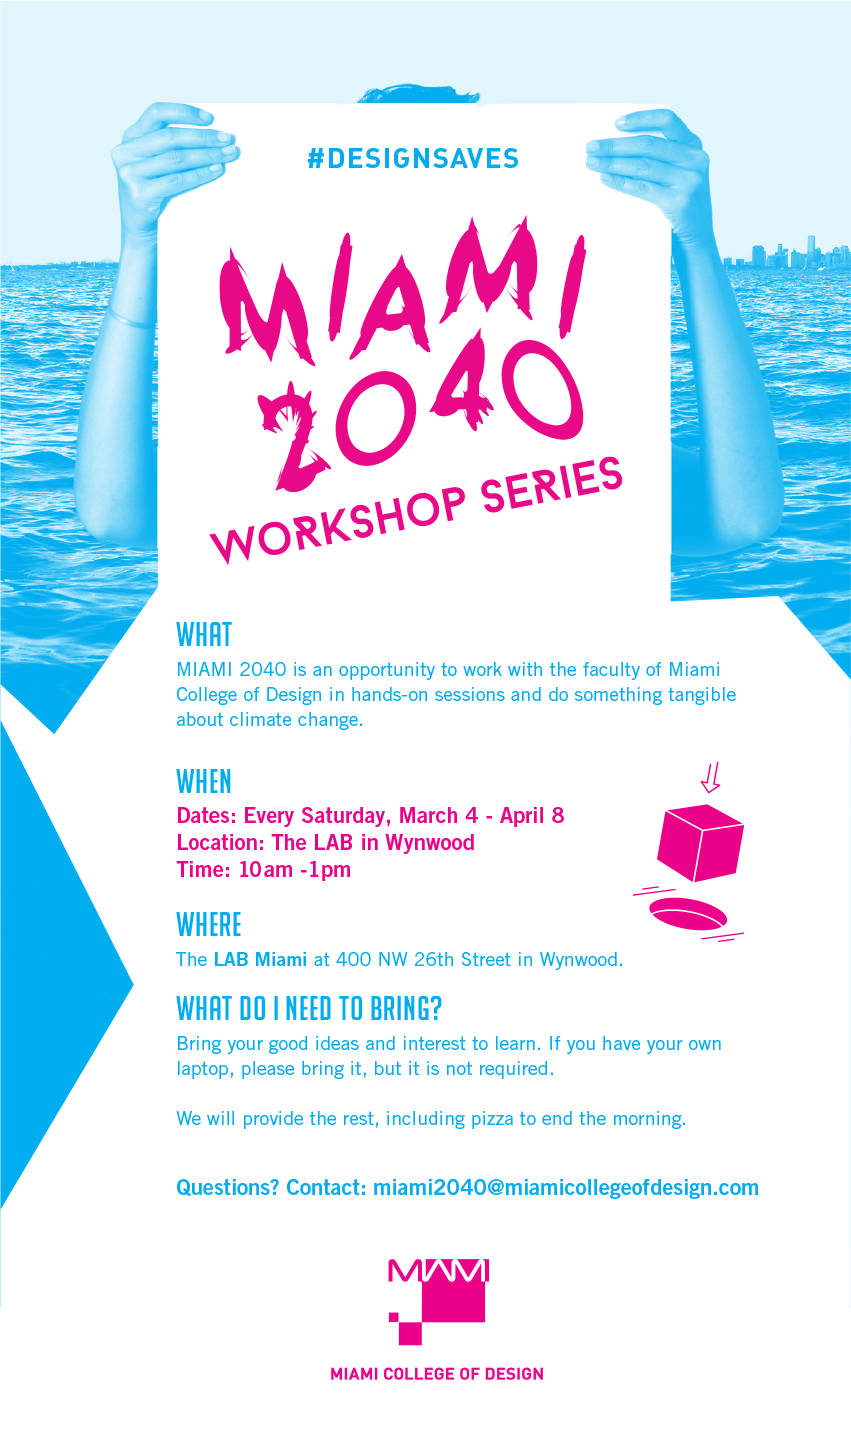 #DESIGNSAVES
MIAMI
2040
WORKSHOP SERIES
WHAT
MIAMI 2040 is an opportunity to work with the faculty of Miami
College of Design in hands-on sessions and do something tangible
about climate change.
WHEN
Dates: Every Saturday, March 4 - April 8
Location: The LAB in Wynwood
Time: 10am -1pm
WHERE
The LAB Miami at 400 NW 26th Street in Wynwood.
WHAT DO I NEED TO BRING?
Bring your good ideas and interest to learn. If you have your own
laptop, please bring it, but it is not required.
We will provide the rest, including pizza to end the morning.
Questions? Contact: miami2040@miamicollegeofdesign.com
MIAMI
MIAMI COLLEGE OF DESIGN